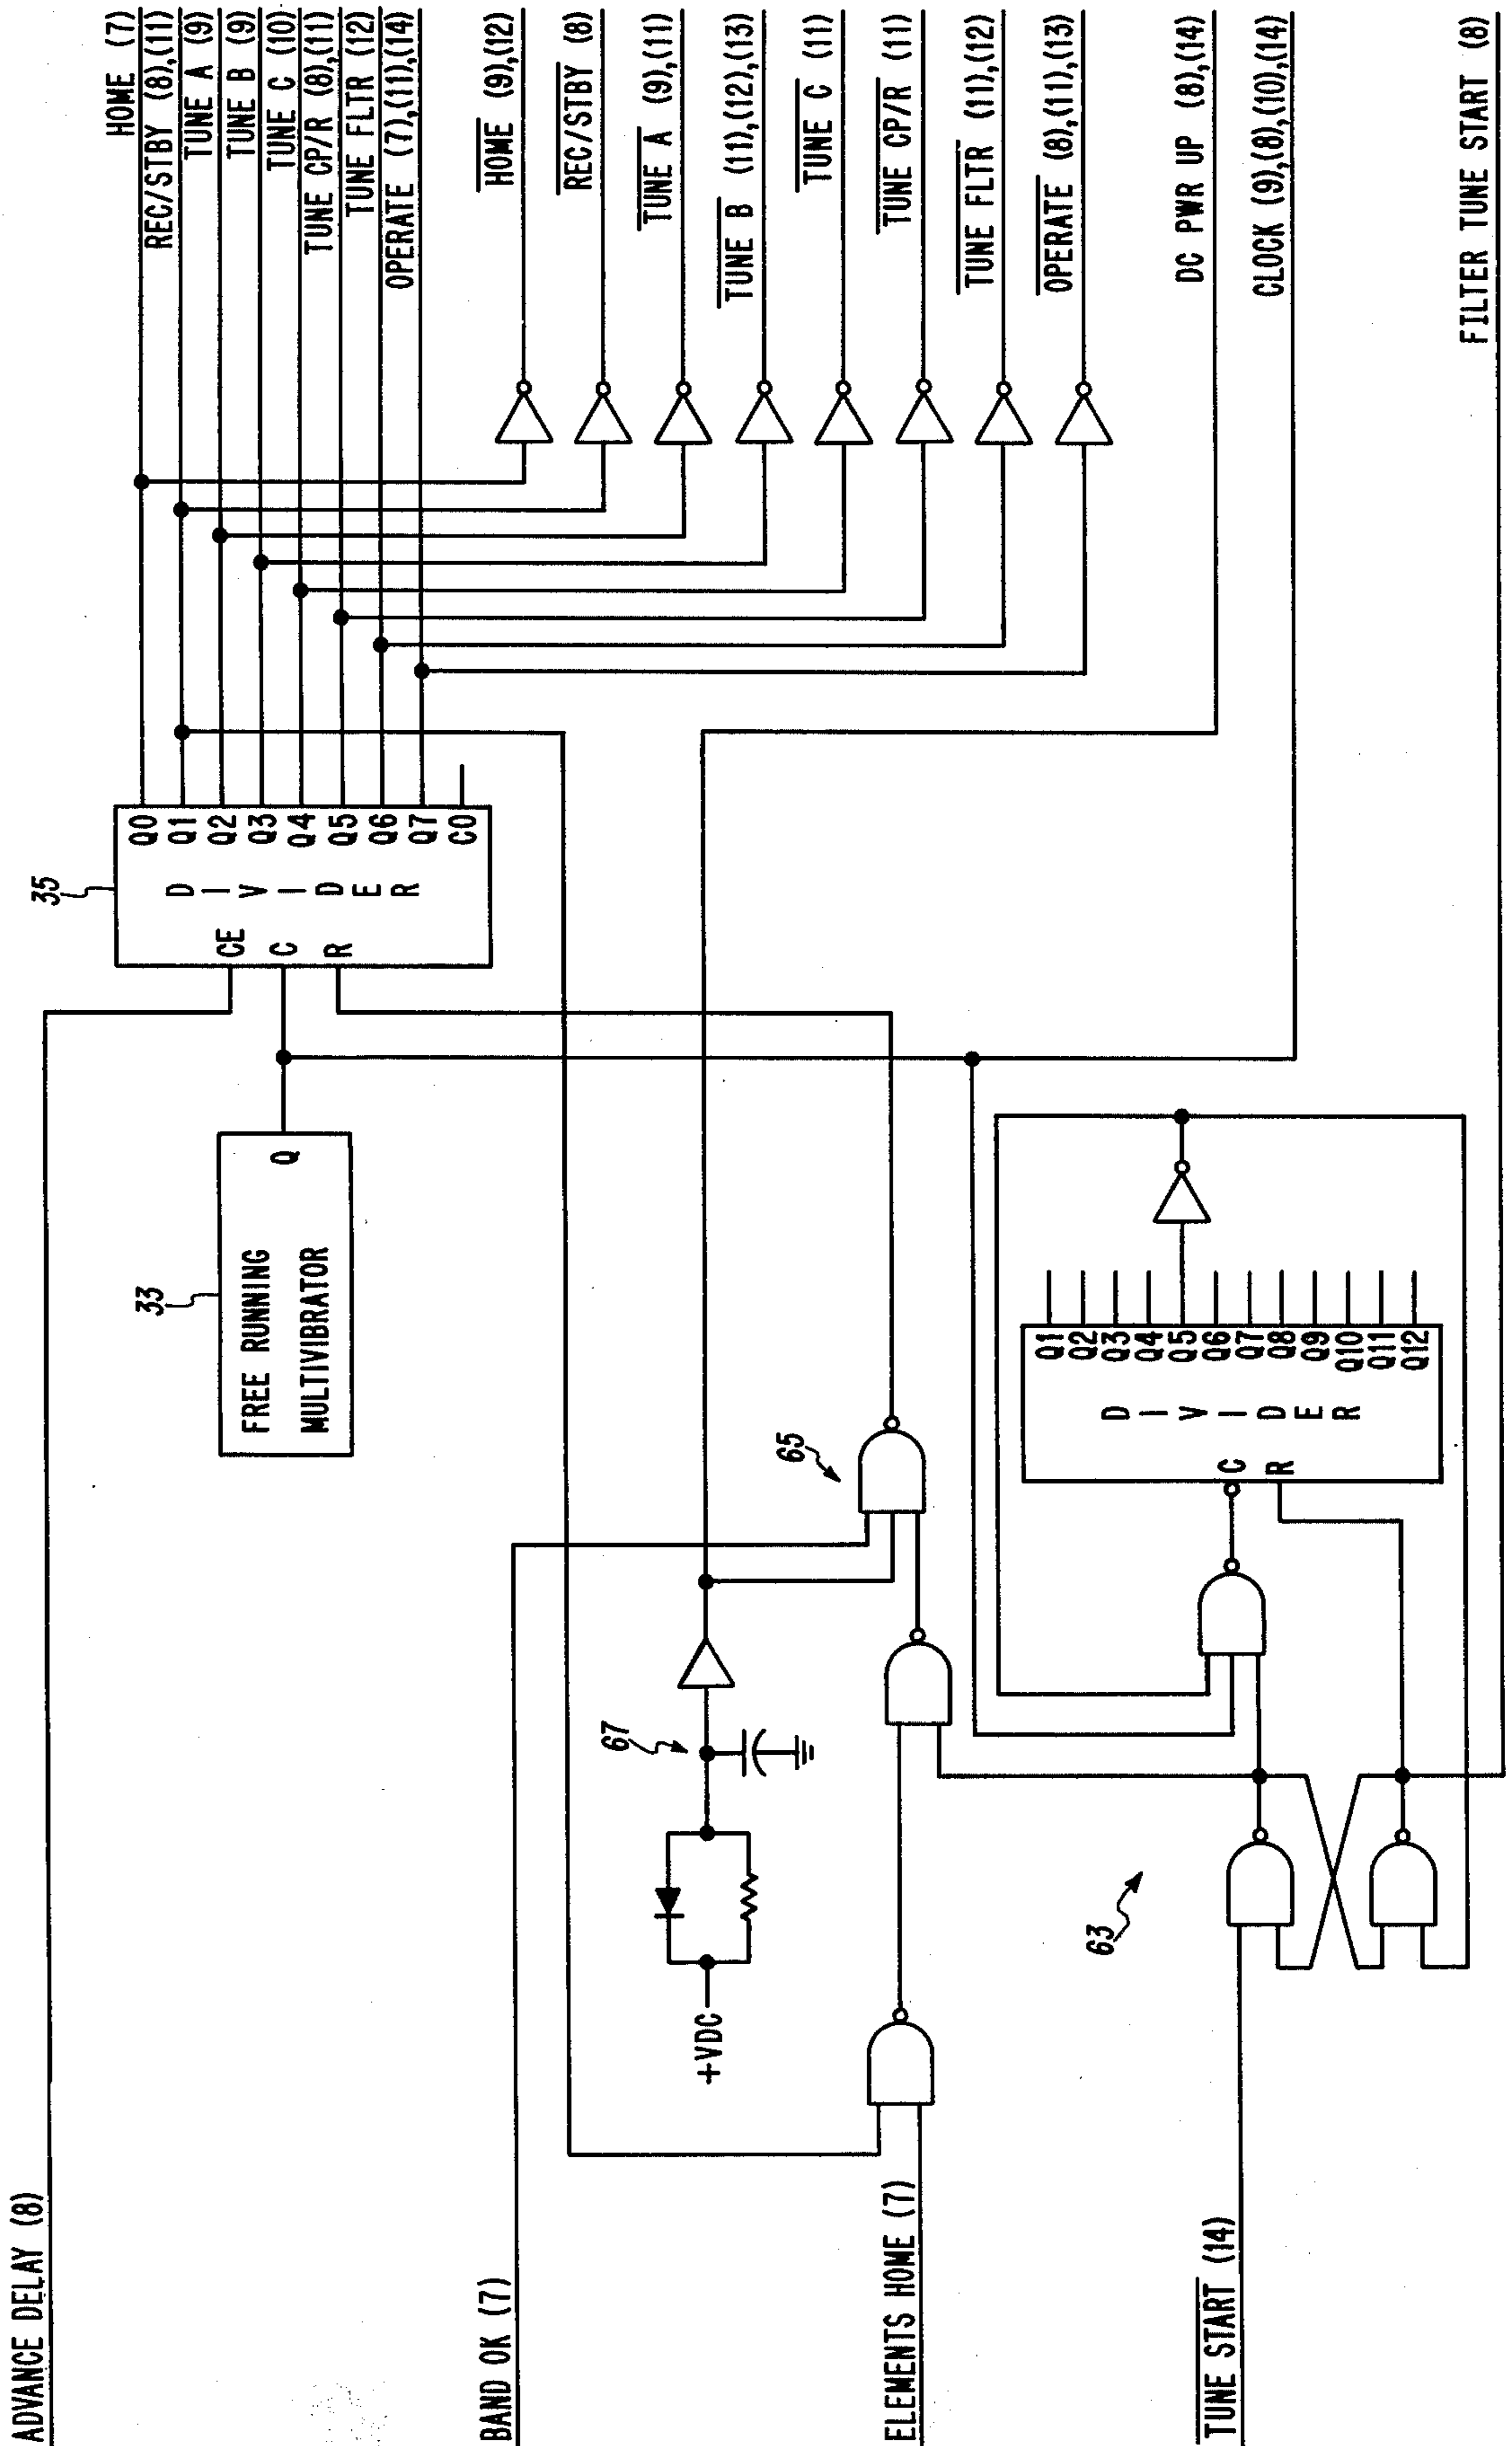 ADVANCE DELAY (8)
BAND OK (7)
ELEMENTS HOME (7)
TUNE START (14)
33
FREE RUNNING
MULTIVIBRATOR
Q
35
CE
C
R
DIVIDER
Q0
Q1
Q2
Q3
Q4
Q5
Q6
Q7
CO
HOME (7)
REC/STBY (8),(11)
TUNE A (9)
TUNE B (9)
TUNE C (10)
TUNE CP/R (8),(11)
TUNE FLTR (12)
OPERATE (7),(11),(14)
HOME (9),(12)
REC/STBY (8)
TUNE A (9),(11)
TUNE B (11),(12),(13)
TUNE C (11)
TUNE CP/R (11)
TUNE FLTR (11),(12)
OPERATE (8),(11),(13)
DC PWR UP (8),(14)
CLOCK (9),(8),(10),(14)
FILTER TUNE START (8)
+VDC
67
65
63
C
R
DIVIDER
Q1
Q2
Q3
Q4
Q5
Q6
Q7
Q8
Q9
Q10
Q11
Q12